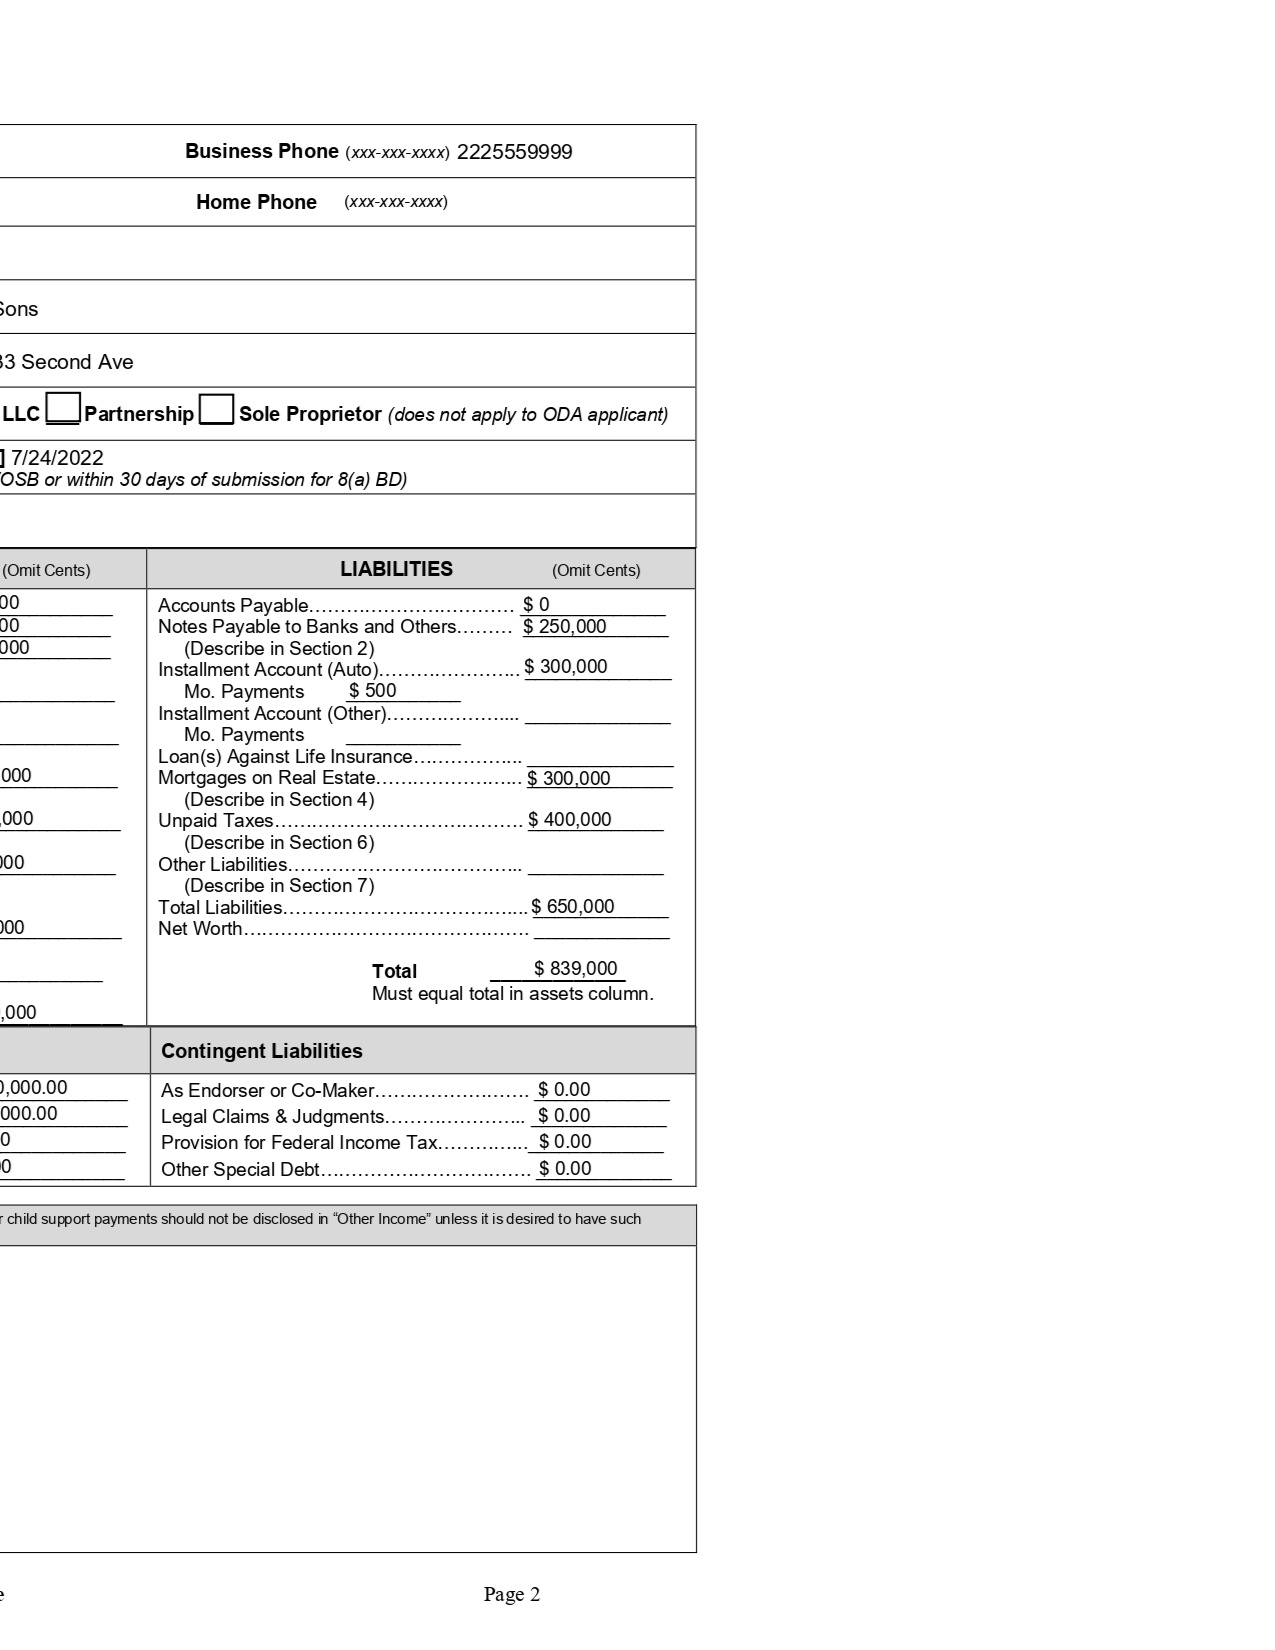 Business Phone (xxx-xxx-xxxx) 2225559999
Home Phone (xxx-xxx-xxxx)
Sons
33 Second Ave
LLC Partnership Sole Proprietor (does not apply to ODA applicant)
7/24/2022
OSB or within 30 days of submission for 8(a) BD)
(Omit Cents) LIABILITIES (Omit Cents)
00 Accounts Payable……………………………… $ 0
00 Notes Payable to Banks and Others……… $ 250,000
000 (Describe in Section 2)
Installment Account (Auto)…………………... $ 300,000
Mo. Payments $ 500
Installment Account (Other)………………....
Mo. Payments
Loan(s) Against Life Insurance……………...
000 Mortgages on Real Estate…………………... $ 300,000
(Describe in Section 4)
,000 Unpaid Taxes…………………………………. $ 400,000
(Describe in Section 6)
000 Other Liabilities………………………………...
(Describe in Section 7)
Total Liabilities………………………………….. $ 650,000
000 Net Worth……………………………………….
Total $ 839,000
Must equal total in assets column.
,000
Contingent Liabilities
0,000.00 As Endorser or Co-Maker……………………. $ 0.00
000.00 Legal Claims & Judgments…………………... $ 0.00
0 Provision for Federal Income Tax…………... $ 0.00
00 Other Special Debt……………………………. $ 0.00
r child support payments should not be disclosed in “Other Income” unless it is desired to have such
e Page 2